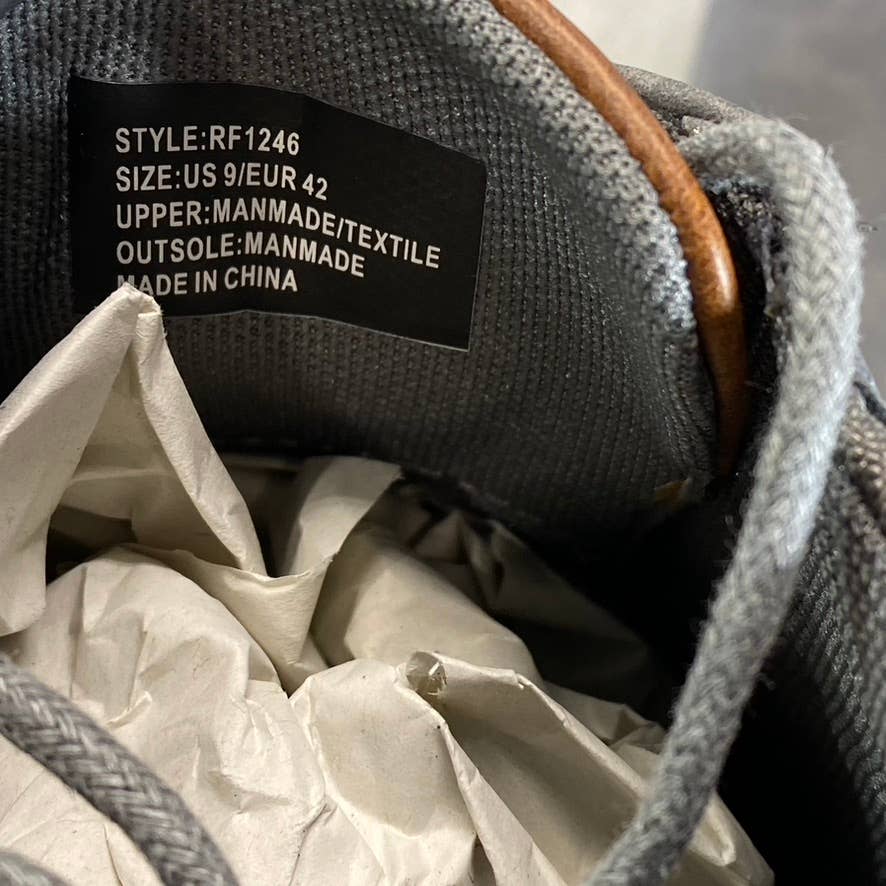 STYLE:RF1246
SIZE:US 9/EUR 42
UPPER:MANMADE/TEXTILE
OUTSOLE:MANMADE
MADE IN CHINA